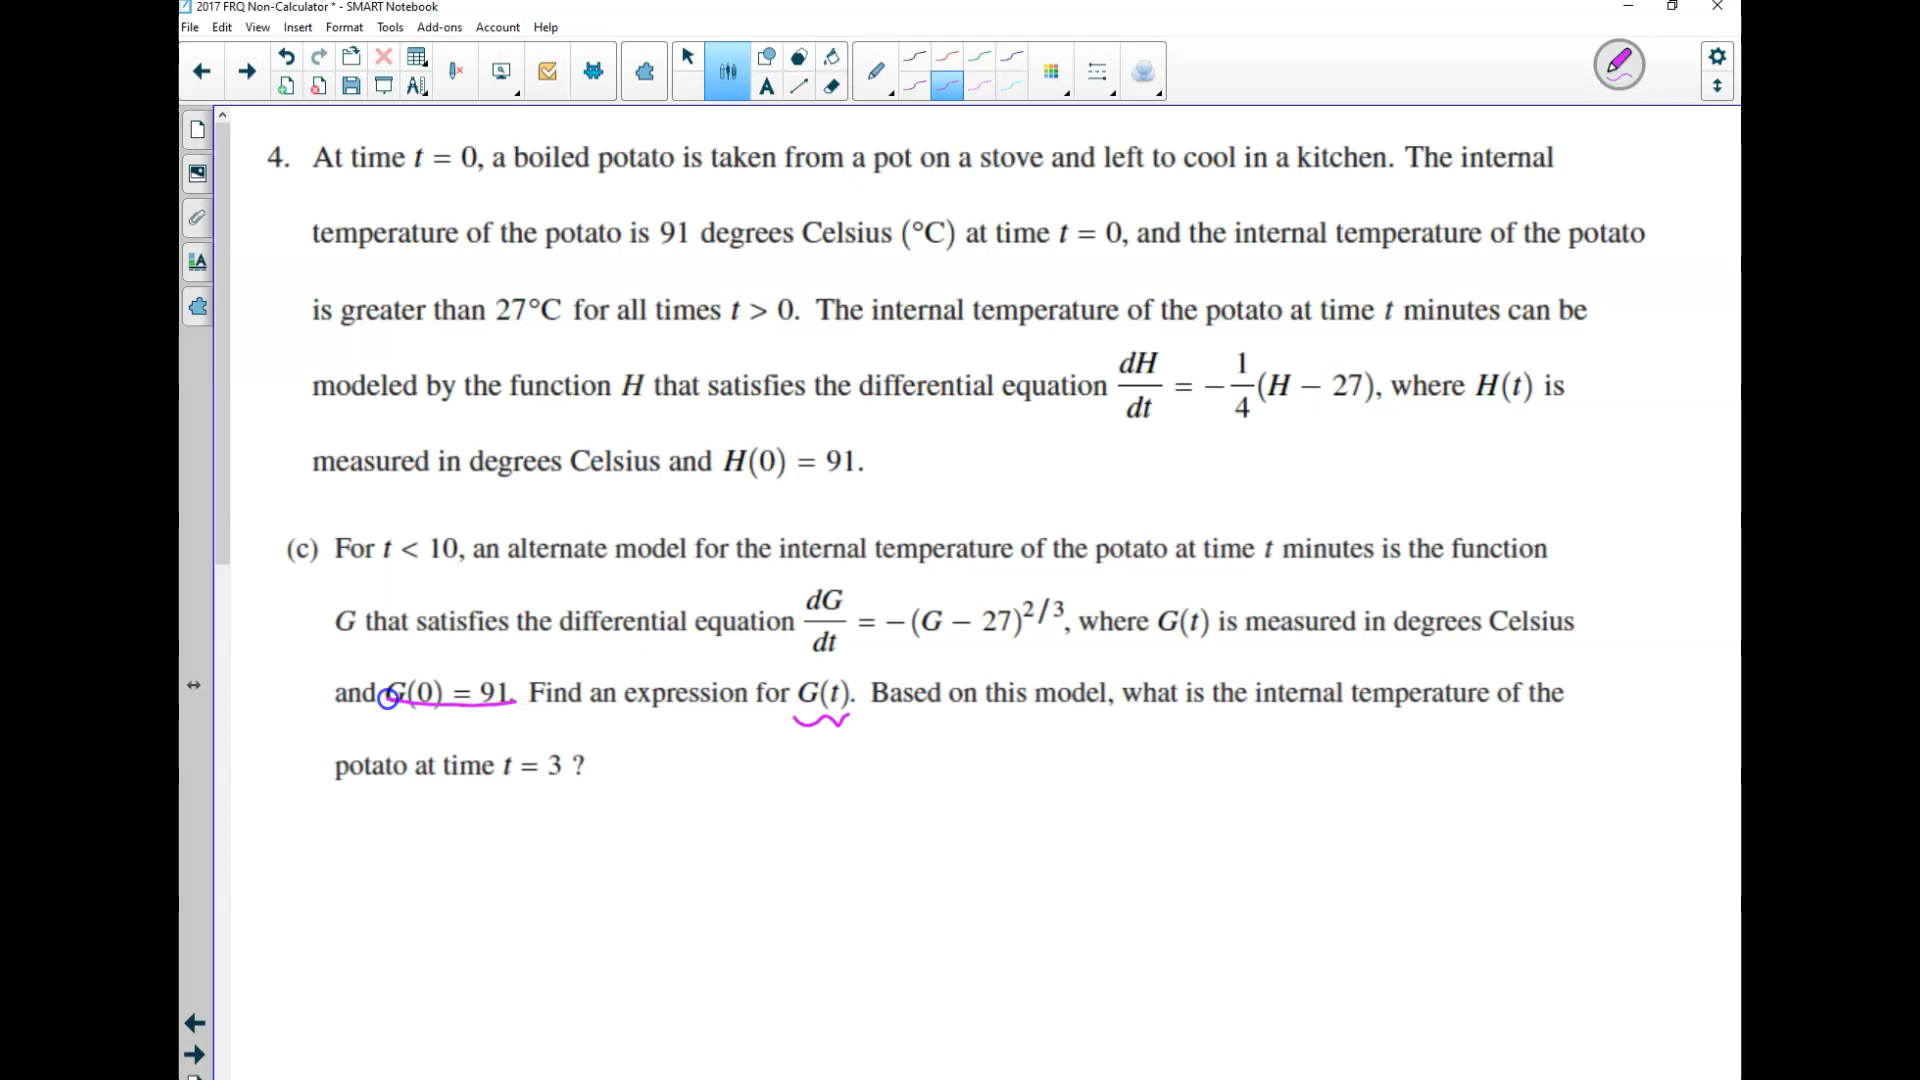 2017 FRQ Non-Calculator * - SMART Notebook
File Edit View Insert Format Tools Add-ons Account Help
4. At time t = 0, a boiled potato is taken from a pot on a stove and left to cool in a kitchen. The internal
temperature of the potato is 91 degrees Celsius (°C) at time t = 0, and the internal temperature of the potato
is greater than 27°C for all times t > 0. The internal temperature of the potato at time t minutes can be
modeled by the function H that satisfies the differential equation dH/dt = −1/4(H − 27), where H(t) is
measured in degrees Celsius and H(0) = 91.
(c) For t < 10, an alternate model for the internal temperature of the potato at time t minutes is the function
G that satisfies the differential equation dG/dt = −(G − 27)^2/3, where G(t) is measured in degrees Celsius
and G(0) = 91. Find an expression for G(t). Based on this model, what is the internal temperature of the
potato at time t = 3 ?